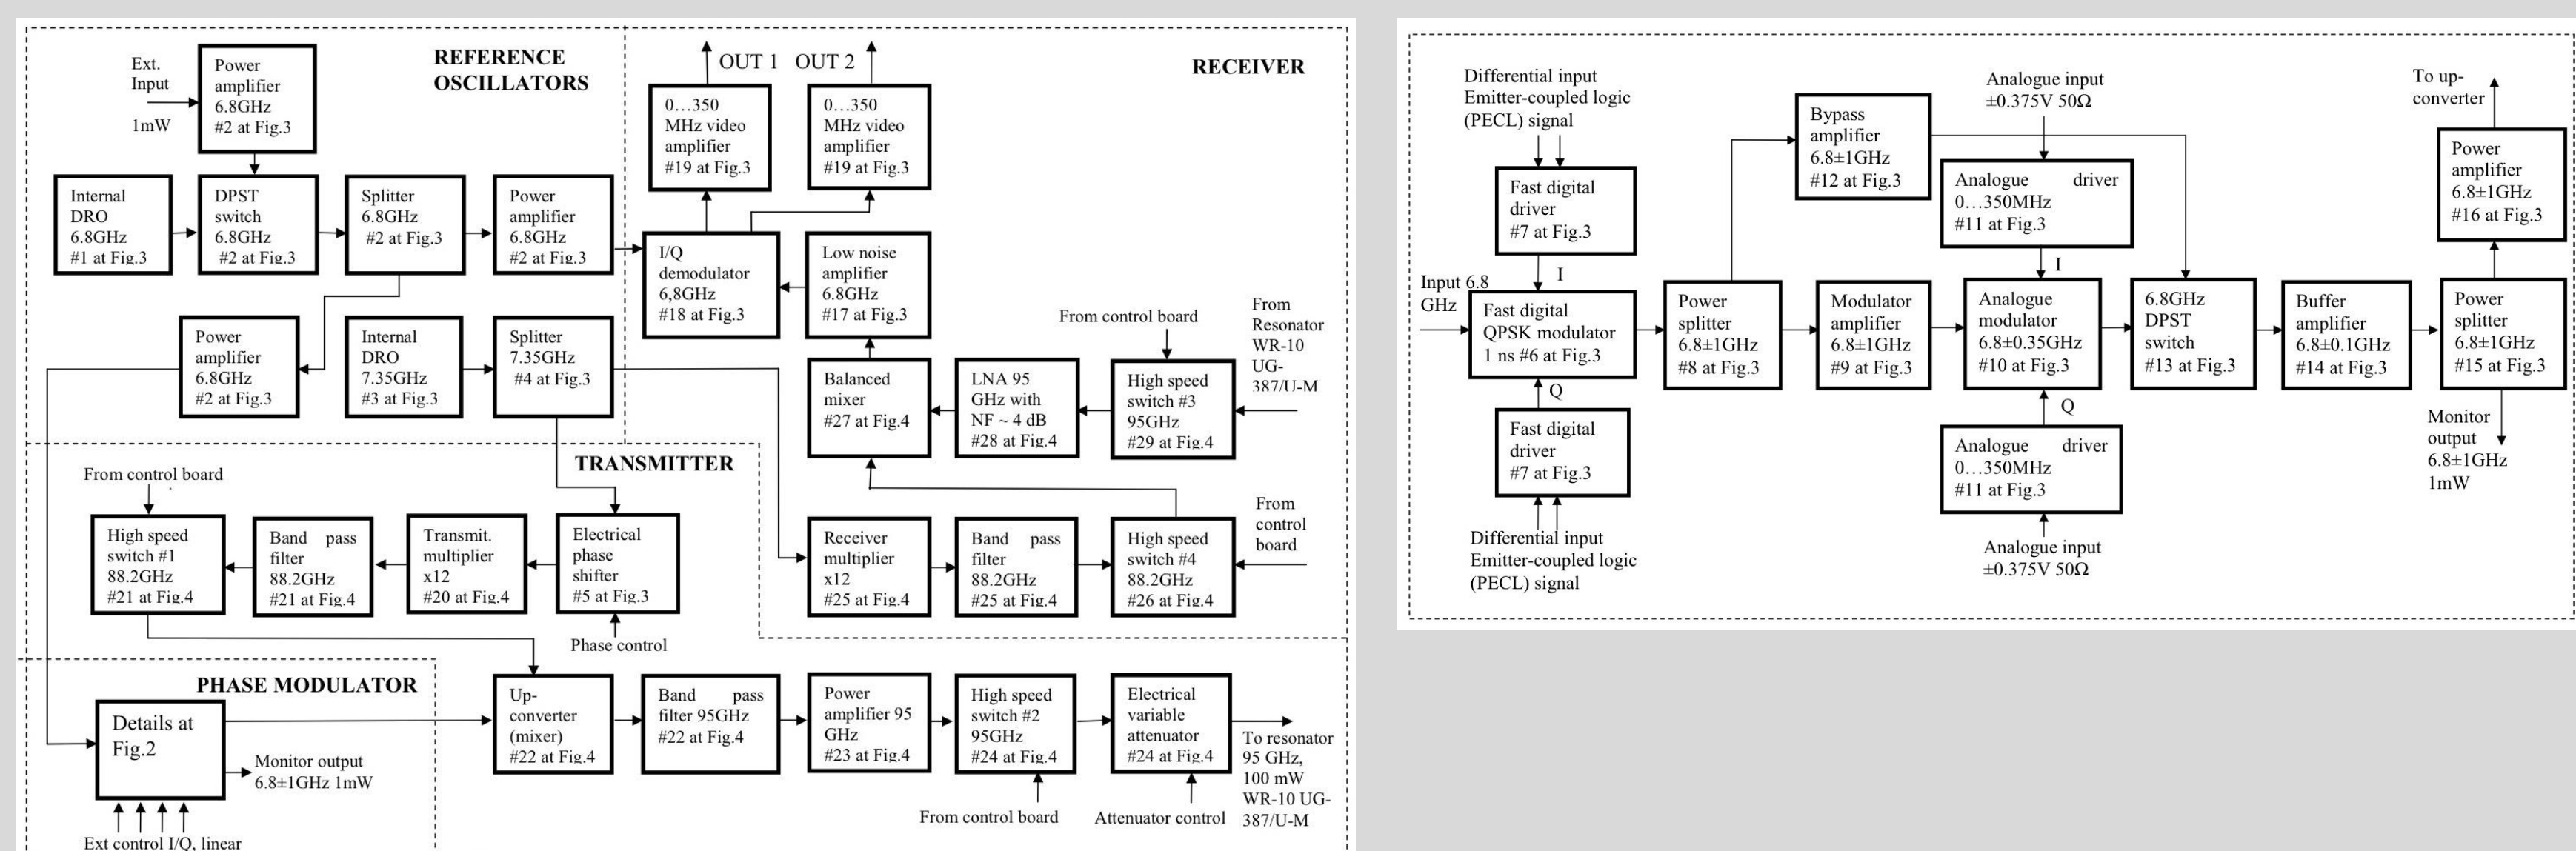 REFERENCE
OSCILLATORS
Ext.
Input
1mW
Power
amplifier
6.8GHz
#2 at Fig.3
Internal
DRO
6.8GHz
#1 at Fig.3
DPST
switch
6.8GHz
#2 at Fig.3
Splitter
6.8GHz
#2 at Fig.3
Power
amplifier
6.8GHz
#2 at Fig.3
Power
amplifier
6.8GHz
#2 at Fig.3
Internal
DRO
7.35GHz
#3 at Fig.3
Splitter
7.35GHz
#4 at Fig.3
RECEIVER
OUT 1 OUT 2
0…350
MHz video
amplifier
#19 at Fig.3
0…350
MHz video
amplifier
#19 at Fig.3
I/Q
demodulator
6,8GHz
#18 at Fig.3
Low noise
amplifier
6.8GHz
#17 at Fig.3
From control board
From
Resonator
WR-10
UG-
387/U-M
Balanced
mixer
#27 at Fig.4
LNA 95
GHz with
NF ~ 4 dB
#28 at Fig.4
High speed
switch #3
95GHz
#29 at Fig.4
Receiver
multiplier
x12
#25 at Fig.4
Band pass
filter
88.2GHz
#25 at Fig.4
High speed
switch #4
88.2GHz
#26 at Fig.4
From
control
board
TRANSMITTER
From control board
High speed
switch #1
88.2GHz
#21 at Fig.4
Band pass
filter
88.2GHz
#21 at Fig.4
Transmit.
multiplier
x12
#20 at Fig.4
Electrical
phase
shifter
#5 at Fig.3
Phase control
PHASE MODULATOR
Details at
Fig.2
Monitor output
6.8±1GHz 1mW
Ext control I/Q, linear
Up-
converter
(mixer)
#22 at Fig.4
Band pass
filter 95GHz
#22 at Fig.4
Power
amplifier 95
GHz
#23 at Fig.4
High speed
switch #2
95GHz
#24 at Fig.4
Electrical
variable
attenuator
#24 at Fig.4
From control board
Attenuator control
To resonator
95 GHz,
100 mW
WR-10 UG-
387/U-M
Differential input
Emitter-coupled logic
(PECL) signal
Fast digital
driver
#7 at Fig.3
I
Input 6.8
GHz
Fast digital
QPSK modulator
1 ns #6 at Fig.3
Q
Fast digital
driver
#7 at Fig.3
Differential input
Emitter-coupled logic
(PECL) signal
Power
splitter
6.8±1GHz
#8 at Fig.3
Bypass
amplifier
6.8±1GHz
#12 at Fig.3
Modulator
amplifier
6.8±1GHz
#9 at Fig.3
Analogue input
±0.375V 50Ω
Analogue driver
0…350MHz
#11 at Fig.3
I
Analogue
modulator
6.8±0.35GHz
#10 at Fig.3
Q
Analogue driver
0…350MHz
#11 at Fig.3
Analogue input
±0.375V 50Ω
6.8GHz
DPST
switch
#13 at Fig.3
Buffer
amplifier
6.8±0.1GHz
#14 at Fig.3
To up-
converter
Power
amplifier
6.8±1GHz
#16 at Fig.3
Power
splitter
6.8±1GHz
#15 at Fig.3
Monitor
output
6.8±1GHz
1mW